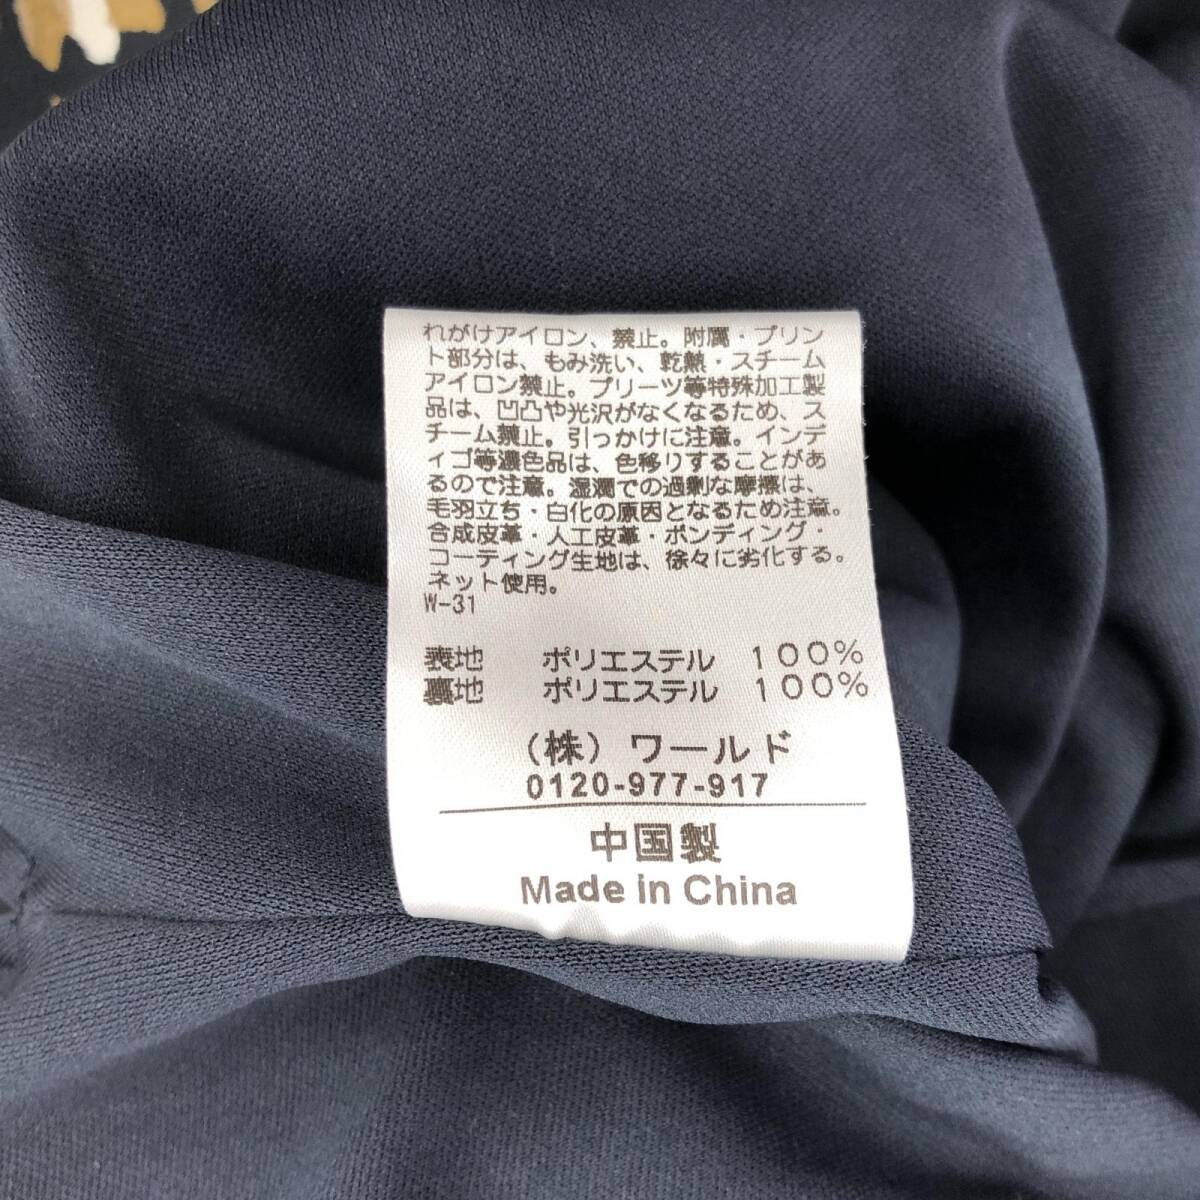 れがけアイロン、禁止。附属・プリン
ト部分は、もみ洗い、乾熱・スチーム
アイロン禁止。プリーツ等特殊加工製
品は、凹凸や光沢がなくなるため、ス
チーム禁止。引っかけに注意。インデ
ィゴ等濃色品は、色移りすることがあ
るので注意。湿潤での過剰な摩擦は、
毛羽立ち・白化の原因となるため注意。
合成皮革・人工皮革・ボンディング・
コーティング生地は、徐々に劣化する。
ネット使用。
W-31
表地 ポリエステル 100%
裏地 ポリエステル 100%
(株) ワールド
0120-977-917
中国製
Made in China